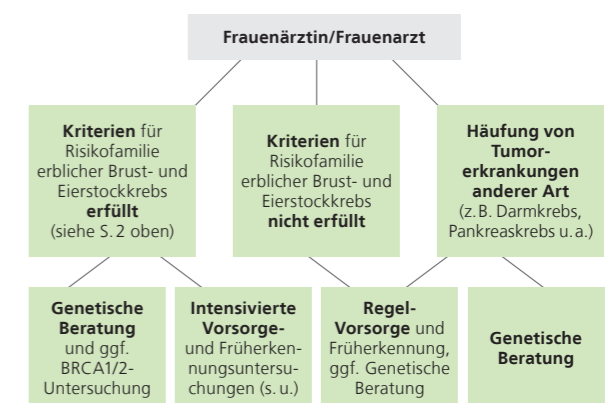 Frauenärztin/Frauenarzt
Kriterien für
Risikofamilie
erblicher Brust- und
Eierstockkrebs
erfüllt
(siehe S. 2 oben)
Kriterien für
Risikofamilie
erblicher Brust- und
Eierstockkrebs
nicht erfüllt
Häufung von
Tumor-
erkrankungen
anderer Art
(z. B. Darmkrebs,
Pankreaskrebs u. a.)
Genetische
Beratung
und ggf.
BRCA1/2-
Untersuchung
Intensivierte
Vorsorge-
und Früherken-
nungsuntersu-
chungen (s. u.)
Regel-
Vorsorge und
Früherkennung,
ggf. Genetische
Beratung
Genetische
Beratung